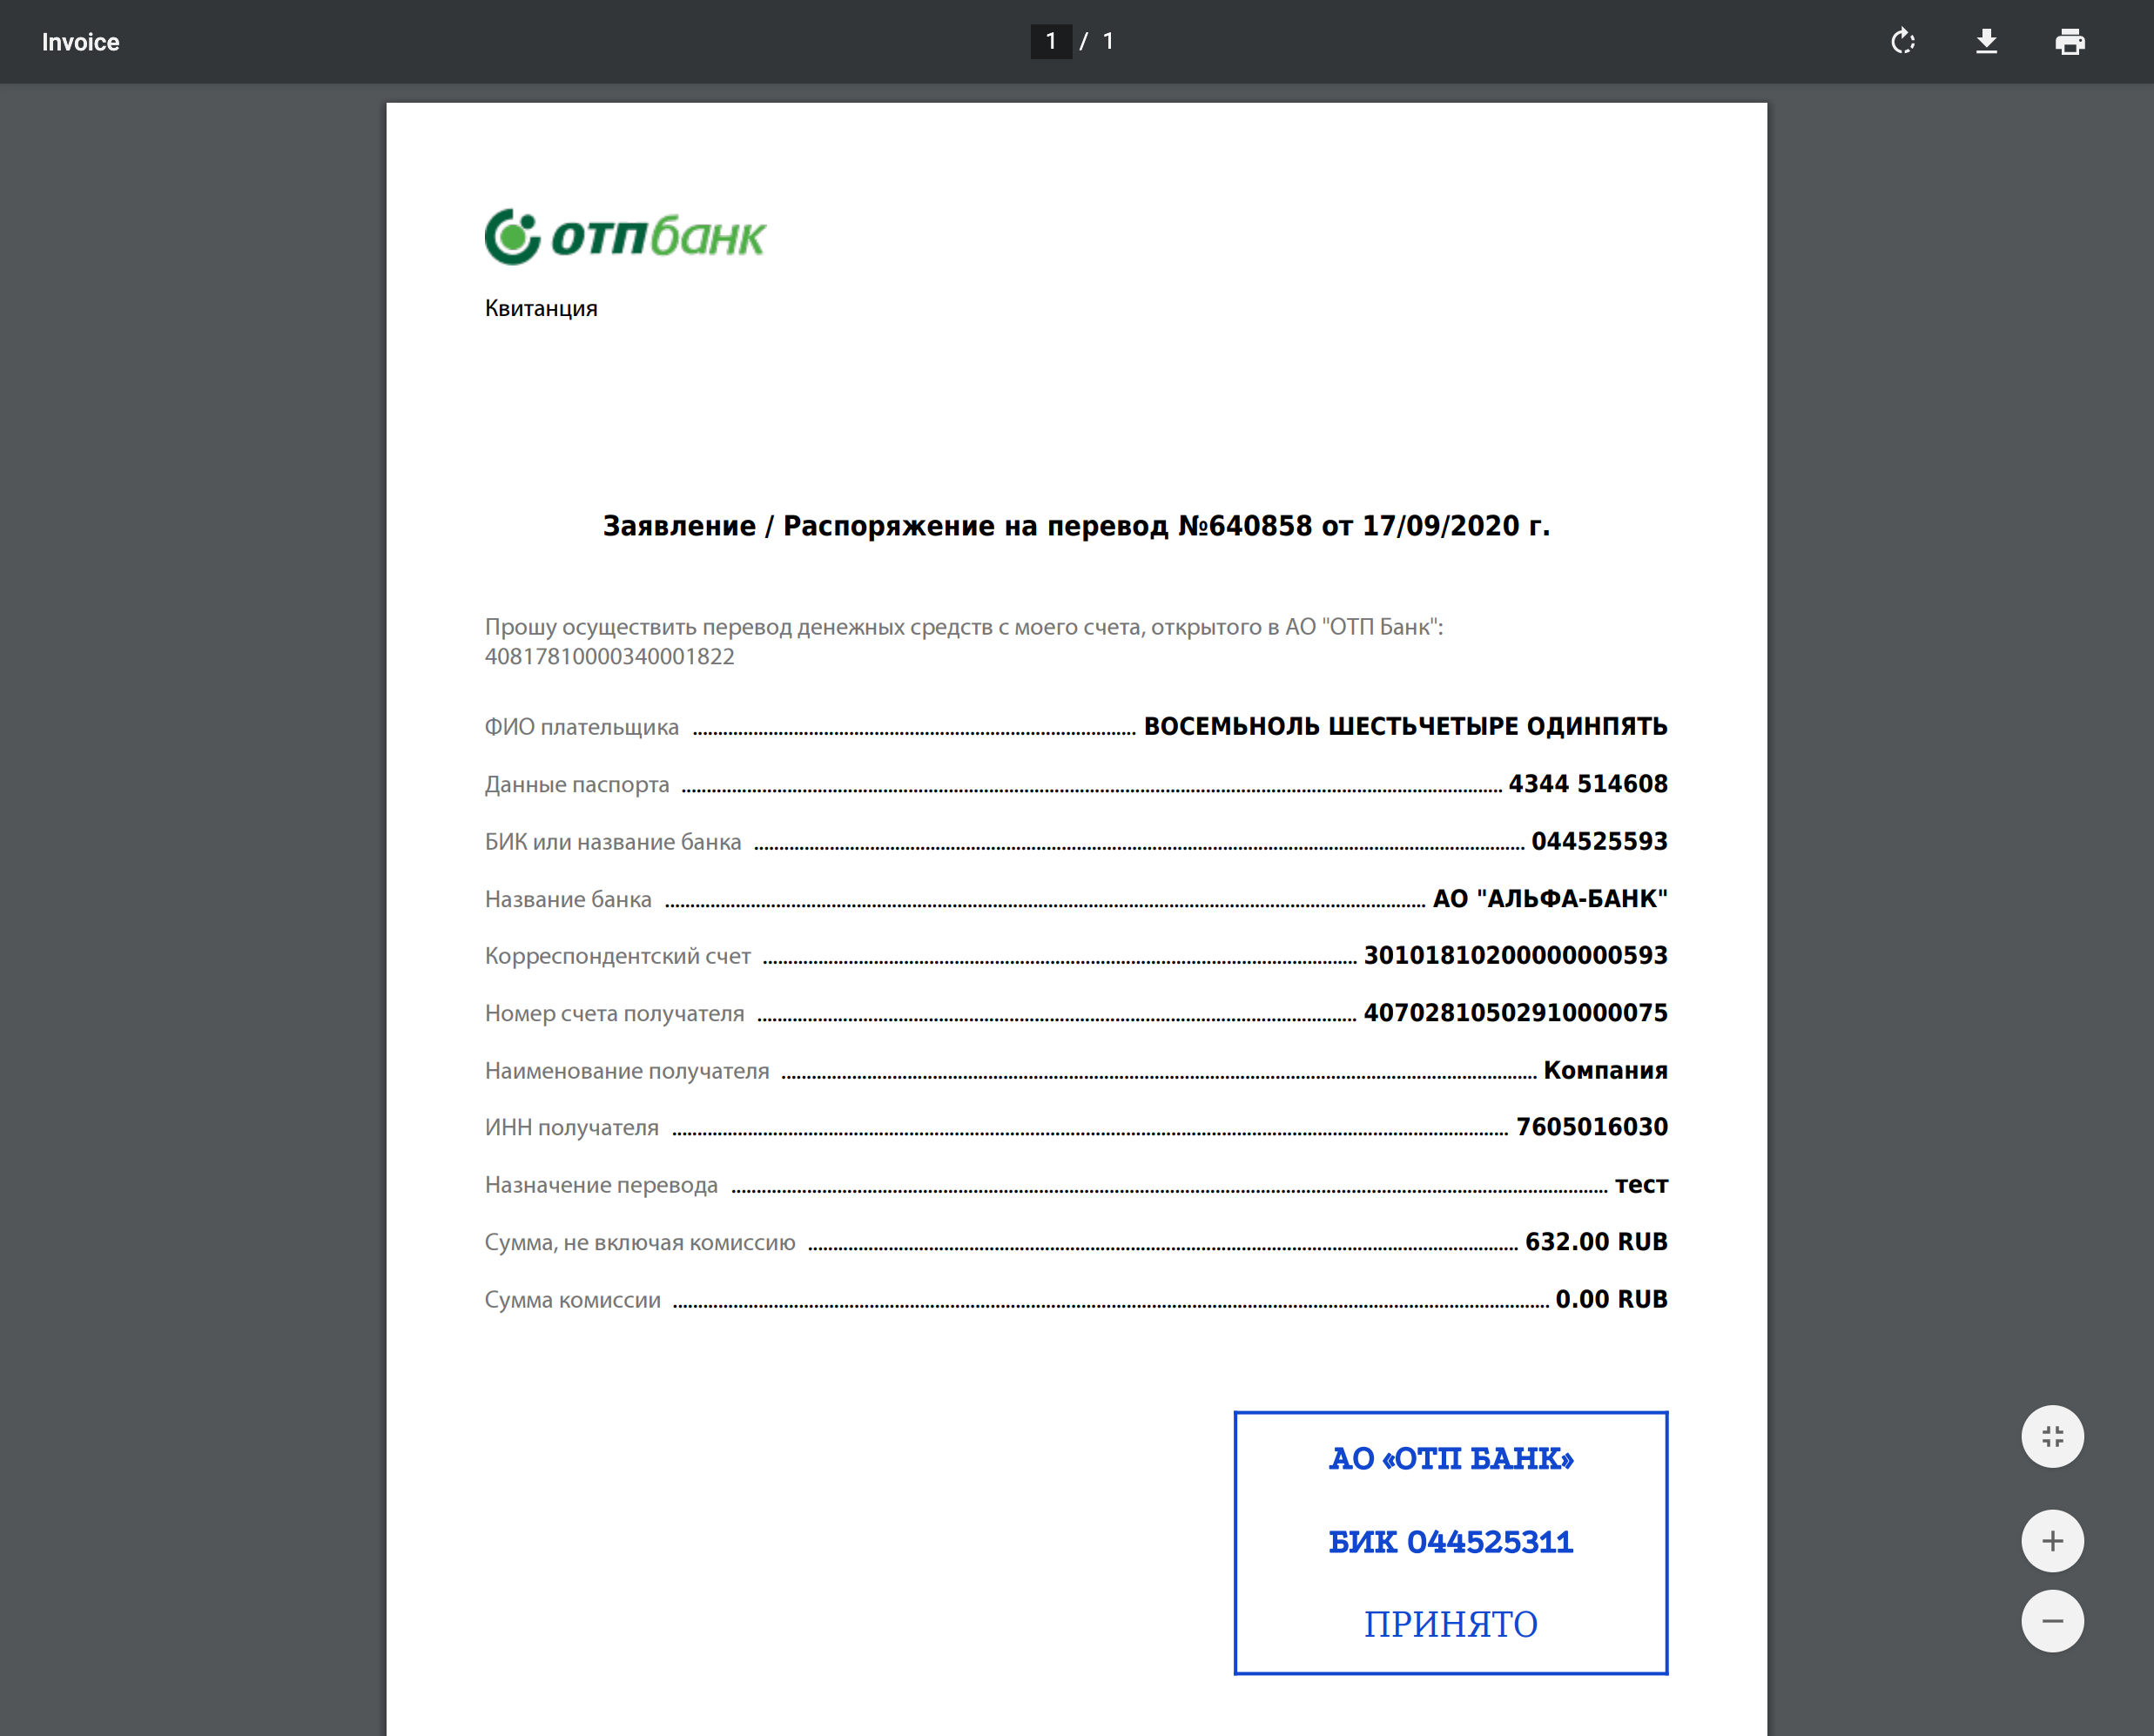 Invoice
1 / 1
отпбанк
Квитанция
Заявление / Распоряжение на перевод №640858 от 17/09/2020 г.
Прошу осуществить перевод денежных средств с моего счета, открытого в АО "ОТП Банк":
40817810000340001822
ФИО плательщика ВОСЕМЬНОЛЬ ШЕСТЬЧЕТЫРЕ ОДИНПЯТЬ
Данные паспорта 4344 514608
БИК или название банка 044525593
Название банка АО "АЛЬФА-БАНК"
Корреспондентский счет 30101810200000000593
Номер счета получателя 40702810502910000075
Наименование получателя Компания
ИНН получателя 7605016030
Назначение перевода тест
Сумма, не включая комиссию 632.00 RUB
Сумма комиссии 0.00 RUB
АО «ОТП БАНК»
БИК 044525311
ПРИНЯТО